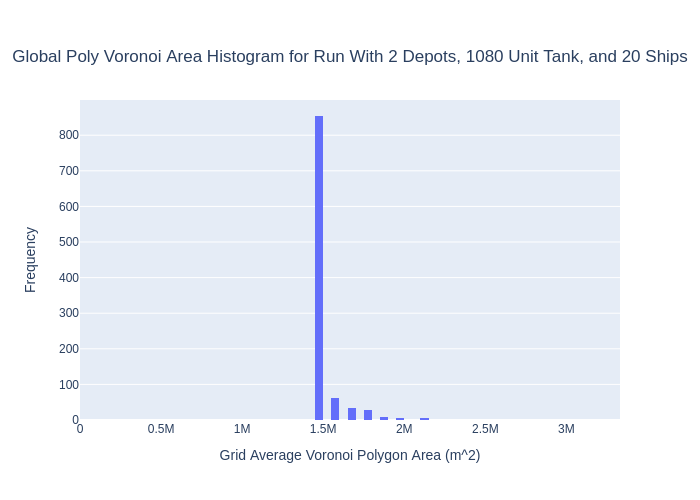 Global Poly Voronoi Area Histogram for Run With 2 Depots, 1080 Unit Tank, and 20 Ships
800
700
600
500
400
300
200
100
0
Frequency
0 0.5M 1M 1.5M 2M 2.5M 3M
Grid Average Voronoi Polygon Area (m^2)